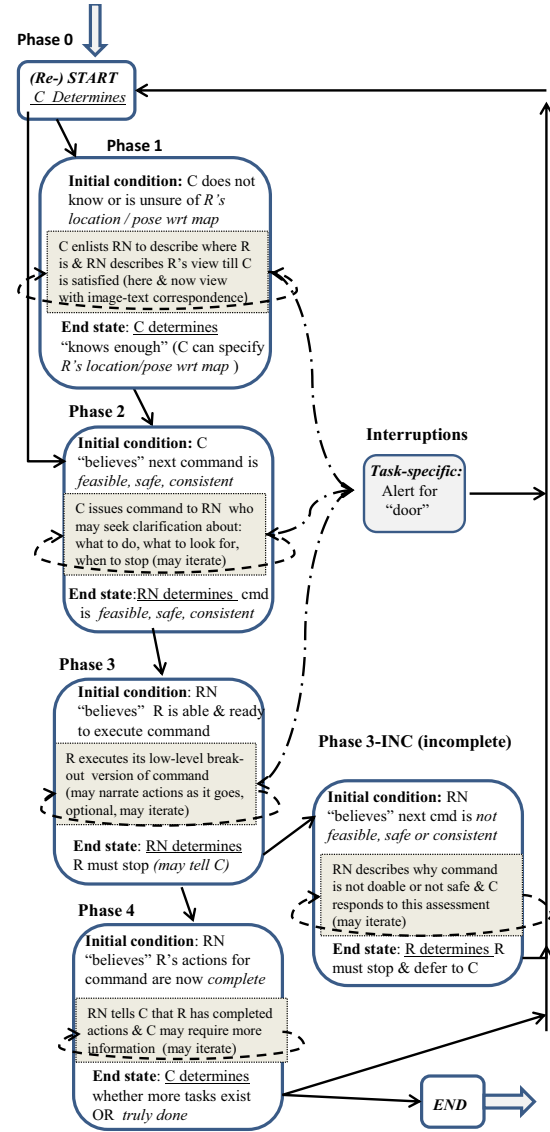 Phase 0
(Re-) START
C Determines
Phase 1
Initial condition: C does not
know or is unsure of R's
location / pose wrt map
C enlists RN to describe where R
is & RN describes R's view till C
is satisfied (here & now view
with image-text correspondence)
End state: C determines
"knows enough" (C can specify
R's location/pose wrt map )
Phase 2
Initial condition: C
"believes" next command is
feasible, safe, consistent
C issues command to RN who
may seek clarification about:
what to do, what to look for,
when to stop (may iterate)
End state:RN determines cmd
is feasible, safe, consistent
Interruptions
Task-specific:
Alert for
"door"
Phase 3
Initial condition: RN
"believes" R is able & ready
to execute command
R executes its low-level break-
out version of command
(may narrate actions as it goes,
optional, may iterate)
End state: RN determines
R must stop (may tell C)
Phase 3-INC (incomplete)
Initial condition: RN
"believes" next cmd is not
feasible, safe or consistent
RN describes why command
is not doable or not safe & C
responds to this assessment
(may iterate)
End state: R determines R
must stop & defer to C
Phase 4
Initial condition: RN
"believes" R's actions for
command are now complete
RN tells C that R has completed
actions & C may require more
information (may iterate)
End state: C determines
whether more tasks exist
OR truly done
END